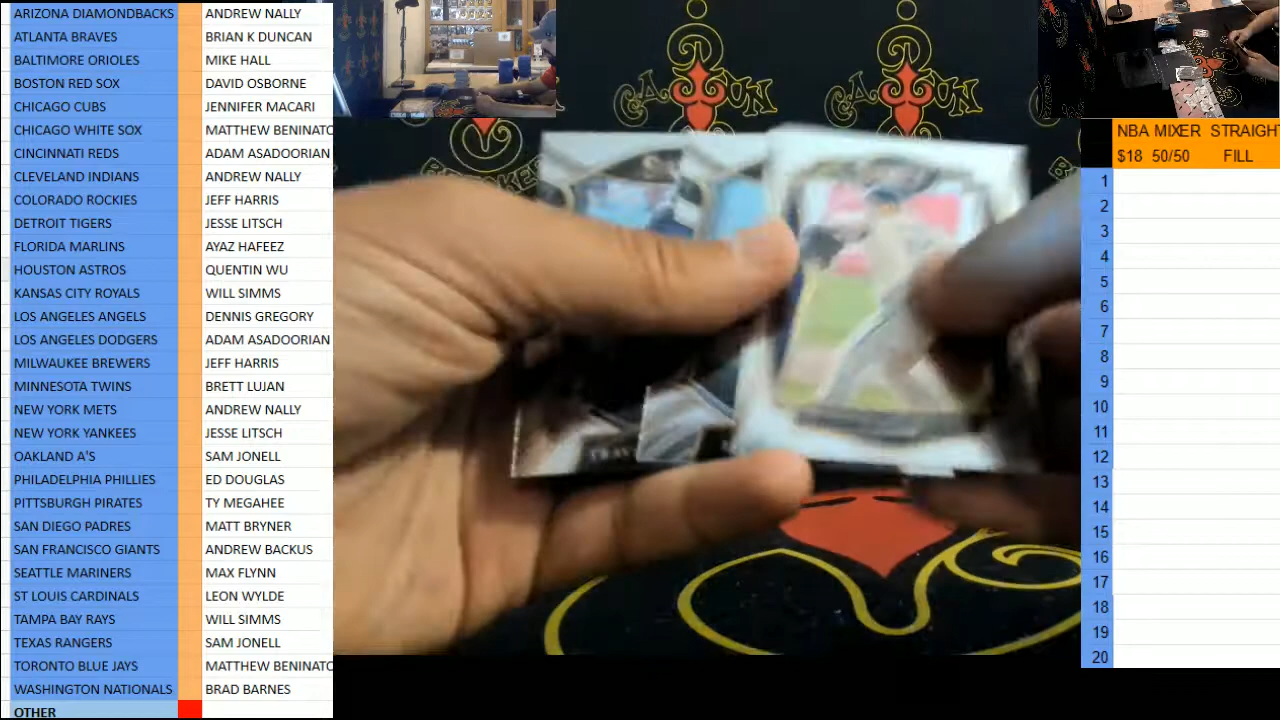 ARIZONA DIAMONDBACKS ANDREW NALLY
ATLANTA BRAVES BRIAN K DUNCAN
BALTIMORE ORIOLES MIKE HALL
BOSTON RED SOX DAVID OSBORNE
CHICAGO CUBS JENNIFER MACARI
CHICAGO WHITE SOX MATTHEW BENINATO
CINCINNATI REDS ADAM ASADOORIAN
CLEVELAND INDIANS ANDREW NALLY
COLORADO ROCKIES JEFF HARRIS
DETROIT TIGERS JESSE LITSCH
FLORIDA MARLINS AYAZ HAFEEZ
HOUSTON ASTROS QUENTIN WU
KANSAS CITY ROYALS WILL SIMMS
LOS ANGELES ANGELS DENNIS GREGORY
LOS ANGELES DODGERS ADAM ASADOORIAN
MILWAUKEE BREWERS JEFF HARRIS
MINNESOTA TWINS BRETT LUJAN
NEW YORK METS ANDREW NALLY
NEW YORK YANKEES JESSE LITSCH
OAKLAND A'S SAM JONELL
PHILADELPHIA PHILLIES ED DOUGLAS
PITTSBURGH PIRATES TY MEGAHEE
SAN DIEGO PADRES MATT BRYNER
SAN FRANCISCO GIANTS ANDREW BACKUS
SEATTLE MARINERS MAX FLYNN
ST LOUIS CARDINALS LEON WYLDE
TAMPA BAY RAYS WILL SIMMS
TEXAS RANGERS SAM JONELL
TORONTO BLUE JAYS MATTHEW BENINATO
WASHINGTON NATIONALS BRAD BARNES
OTHER
NBA MIXER STRAIGHT
$18 50/50 FILL
1
2
3
4
5
6
7
8
9
10
11
12
13
14
15
16
17
18
19
20